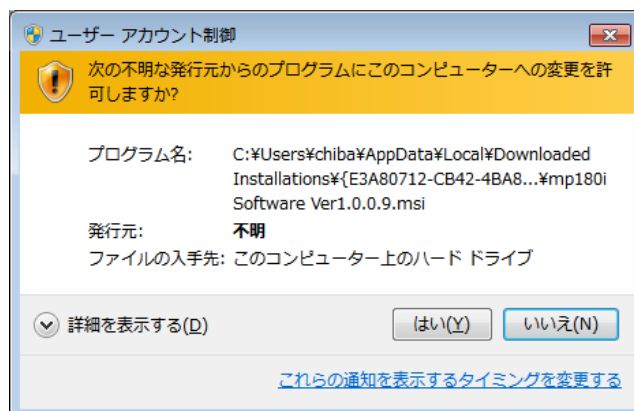 ユーザー アカウント制御
次の不明な発行元からのプログラムにこのコンピューターへの変更を許
可しますか?
プログラム名: C:¥Users¥chiba¥AppData¥Local¥Downloaded
Installations¥{E3A80712-CB42-4BA8...¥mp180i
Software Ver1.0.0.9.msi
発行元: 不明
ファイルの入手先: このコンピューター上のハード ドライブ
詳細を表示する(D) はい(Y) いいえ(N)
これらの通知を表示するタイミングを変更する